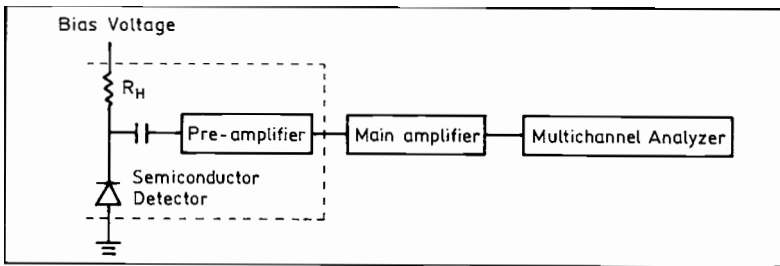 Bias Voltage
R_H
Pre-amplifier
Main amplifier
Multichannel Analyzer
Semiconductor
Detector